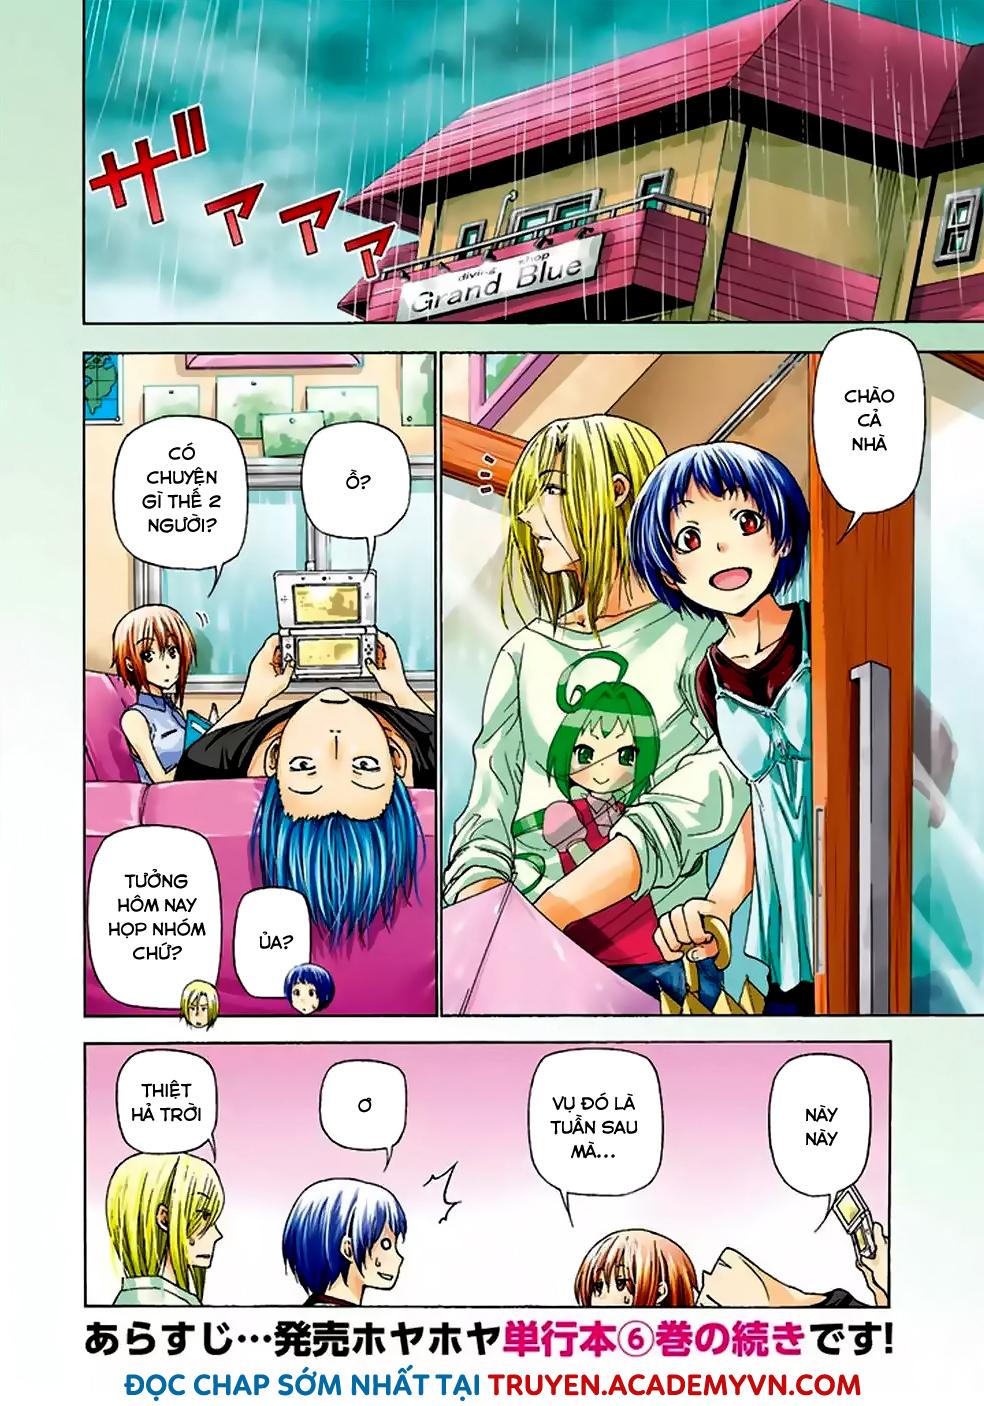 ザァァァ
diving shop
Grand Blue
CHÀO
CẢ
NHÀ
Ồ?
CÓ
CHUYỆN
GÌ THẾ 2
NGƯỜI?
ỦA?
TƯỞNG
HÔM NAY
HỌP NHÓM
CHỨ?
NÀY
NÀY
VỤ ĐÓ LÀ
TUẦN SAU
MÀ...
Ơ
THIỆT
HẢ TRỜI
あらすじ…発売ホヤホヤ単行本⑥巻の続きです!
ĐỌC CHAP SỚM NHẤT TẠI TRUYEN.ACADEMYVN.COM